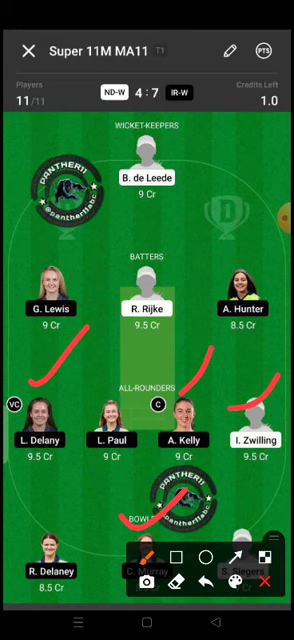 Super 11M MA11 T1
PTS
Players
Credits Left
11/11
ND-W 4 : 7 IR-W
1.0
WICKET-KEEPERS
PANTHER11
@panther11abc
B. de Leede
9 Cr
BATTERS
G. Lewis
R. Rijke
A. Hunter
9 Cr
9.5 Cr
8.5 Cr
ALL-ROUNDERS
VC
C
L. Delany
L. Paul
A. Kelly
I. Zwilling
9.5 Cr
9 Cr
9 Cr
9.5 Cr
PANTHER11
BOWL
R. Delaney
C. Murray
S. Siegers
8.5 Cr